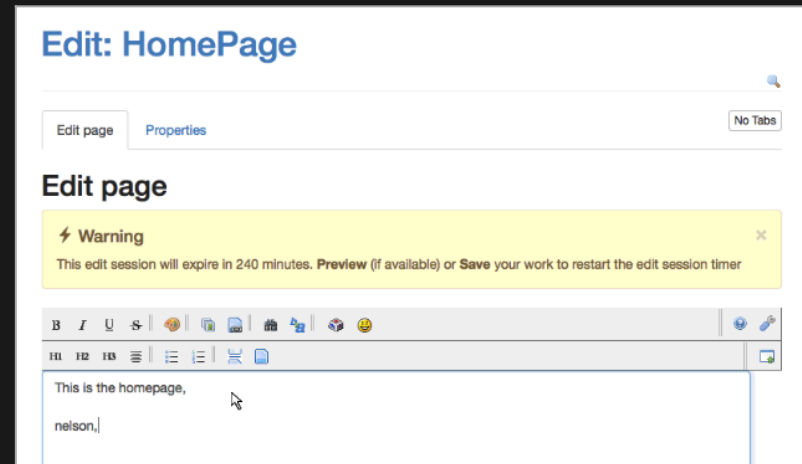 Edit: HomePage
Edit page
Properties
No Tabs
Edit page
Warning
×
This edit session will expire in 240 minutes. Preview (if available) or Save your work to restart the edit session timer
B I U S
H1 H2 H3
This is the homepage,
nelson,